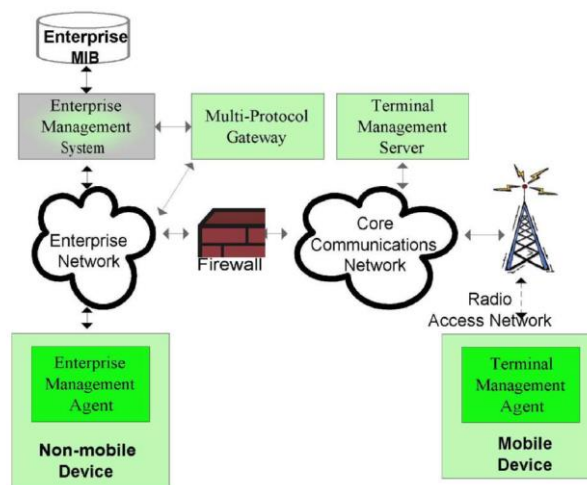 Enterprise
MIB
Enterprise
Management
System
Multi-Protocol
Gateway
Terminal
Management
Server
Enterprise
Network
Firewall
Core
Communications
Network
Radio
Access Network
Enterprise
Management
Agent
Non-mobile
Device
Terminal
Management
Agent
Mobile
Device